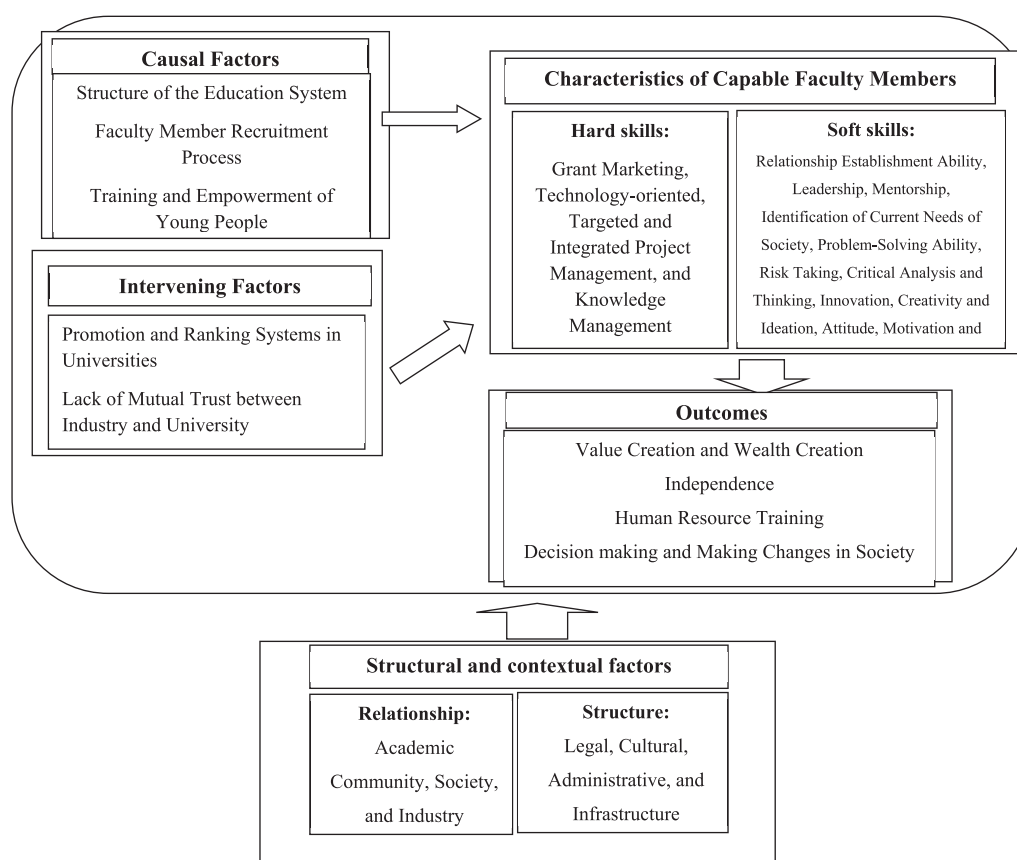 Causal Factors
Structure of the Education System
Faculty Member Recruitment
Process
Training and Empowerment of
Young People
Intervening Factors
Promotion and Ranking Systems in
Universities
Lack of Mutual Trust between
Industry and University
Characteristics of Capable Faculty Members
Hard skills:
Grant Marketing,
Technology-oriented,
Targeted and
Integrated Project
Management, and
Knowledge
Management
Soft skills:
Relationship Establishment Ability,
Leadership, Mentorship,
Identification of Current Needs of
Society, Problem-Solving Ability,
Risk Taking, Critical Analysis and
Thinking, Innovation, Creativity and
Ideation, Attitude, Motivation and
Outcomes
Value Creation and Wealth Creation
Independence
Human Resource Training
Decision making and Making Changes in Society
Structural and contextual factors
Relationship:
Academic
Community, Society,
and Industry
Structure:
Legal, Cultural,
Administrative, and
Infrastructure